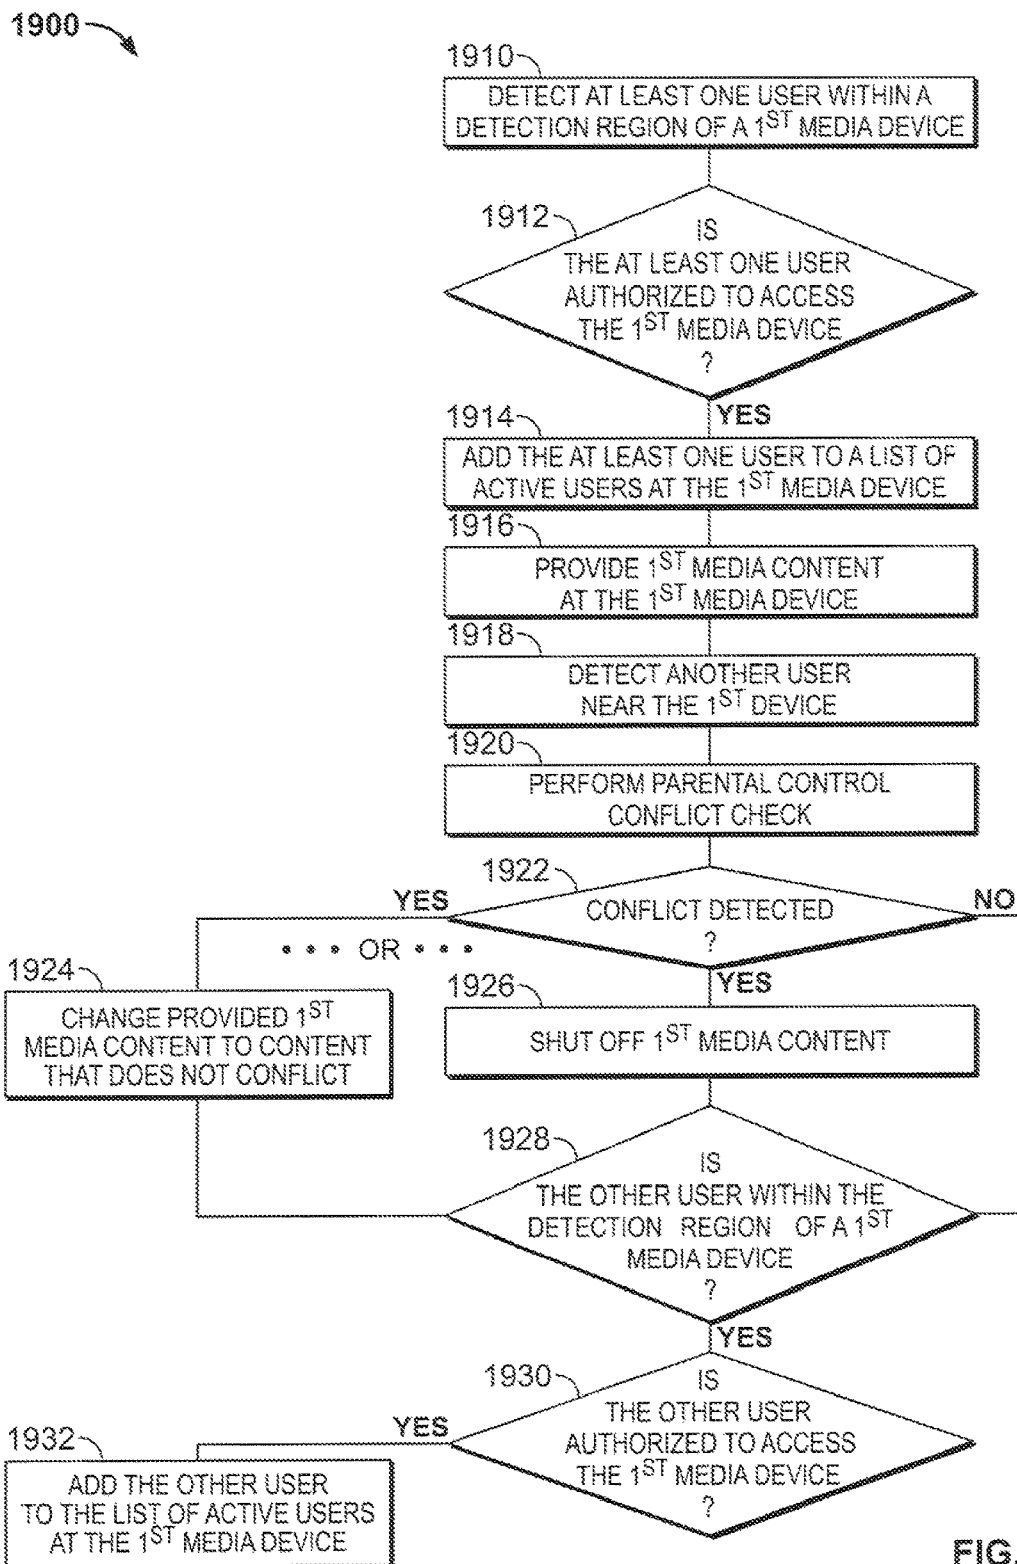 1900
1910
DETECT AT LEAST ONE USER WITHIN A
DETECTION REGION OF A 1ST MEDIA DEVICE
1912
IS
THE AT LEAST ONE USER
AUTHORIZED TO ACCESS
THE 1ST MEDIA DEVICE
?
YES
1914
ADD THE AT LEAST ONE USER TO A LIST OF
ACTIVE USERS AT THE 1ST MEDIA DEVICE
1916
PROVIDE 1ST MEDIA CONTENT
AT THE 1ST MEDIA DEVICE
1918
DETECT ANOTHER USER
NEAR THE 1ST DEVICE
1920
PERFORM PARENTAL CONTROL
CONFLICT CHECK
1922
YES
CONFLICT DETECTED
?
NO
• • • OR • • •
YES
1924
CHANGE PROVIDED 1ST
MEDIA CONTENT TO CONTENT
THAT DOES NOT CONFLICT
1926
SHUT OFF 1ST MEDIA CONTENT
1928
IS
THE OTHER USER WITHIN THE
DETECTION REGION OF A 1ST
MEDIA DEVICE
?
YES
1930
IS
THE OTHER USER
AUTHORIZED TO ACCESS
THE 1ST MEDIA DEVICE
?
YES
1932
ADD THE OTHER USER
TO THE LIST OF ACTIVE USERS
AT THE 1ST MEDIA DEVICE
FIG.